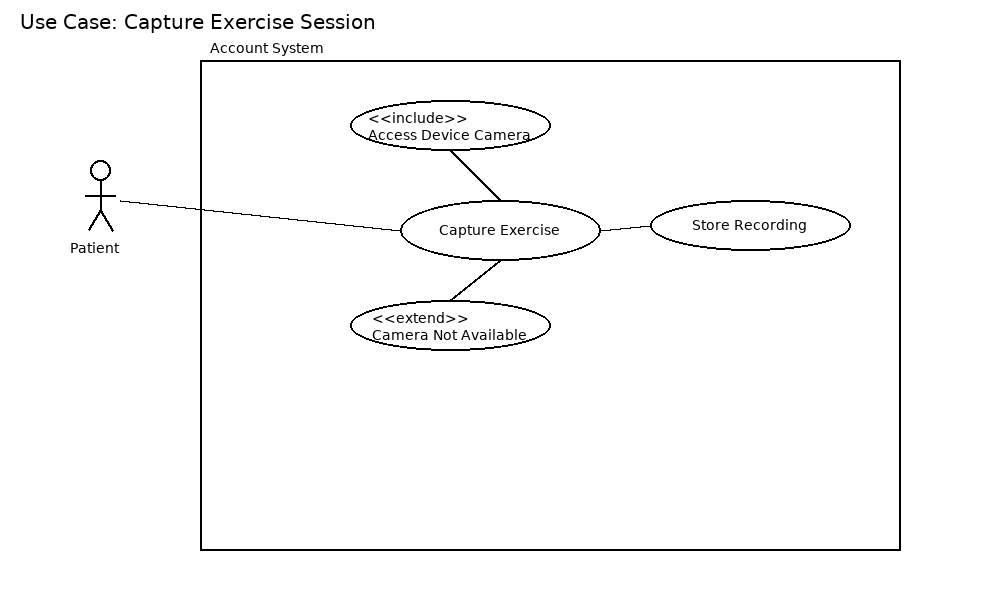 Use Case: Capture Exercise Session
Account System
<<include>>
Access Device Camera
Capture Exercise
Store Recording
Patient
<<extend>>
Camera Not Available